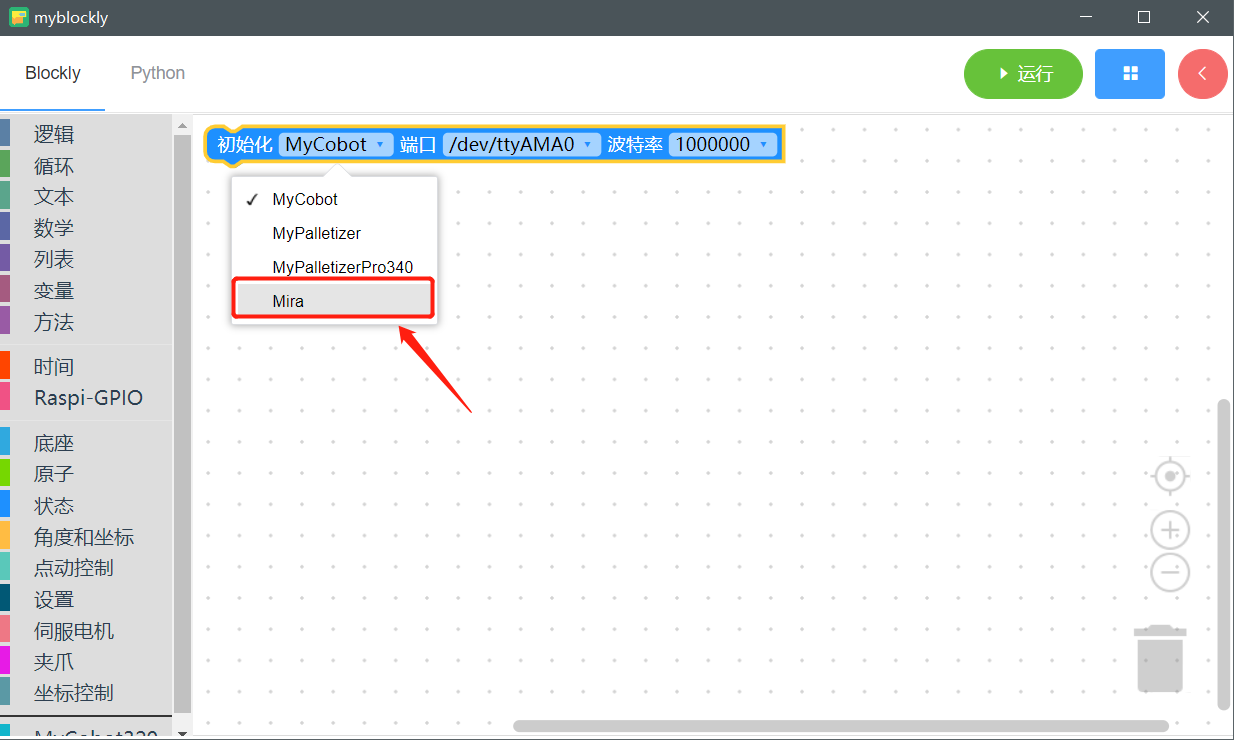 myblockly
Blockly Python
运行
初始化 MyCobot 端口 /dev/ttyAMA0 波特率 1000000
MyCobot
MyPalletizer
MyPalletizerPro340
Mira
逻辑
循环
文本
数学
列表
变量
方法
时间
Raspi-GPIO
底座
原子
状态
角度和坐标
点动控制
设置
伺服电机
夹爪
坐标控制
MyCobot320